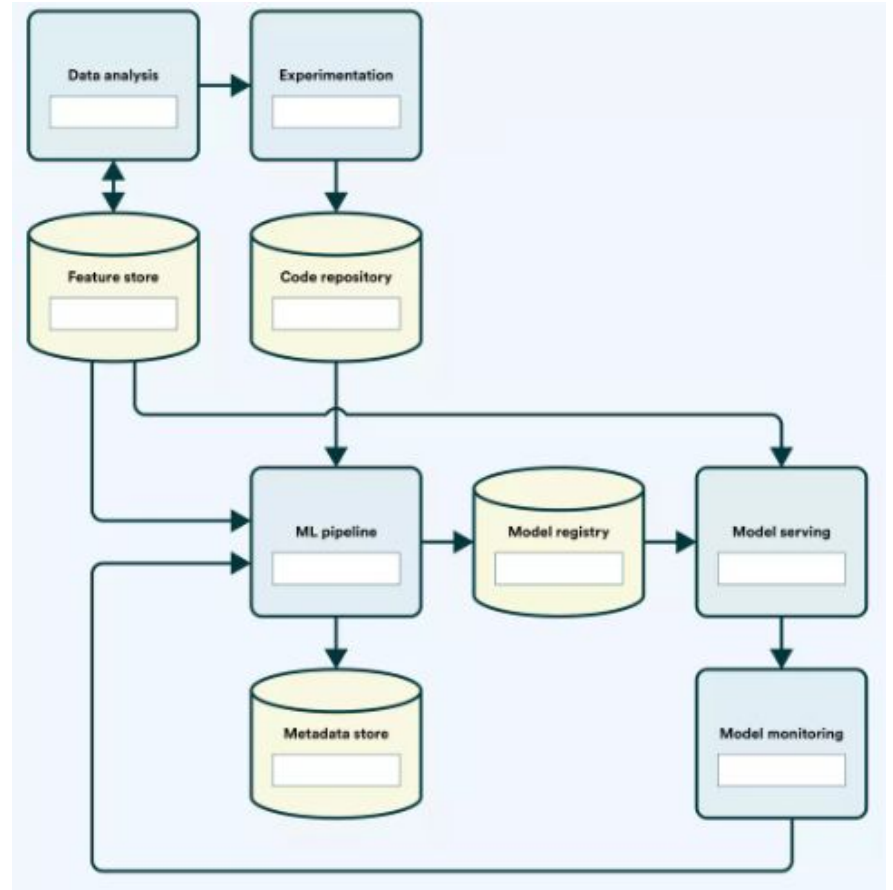 Data analysis
Experimentation
Feature store
Code repository
ML pipeline
Model registry
Model serving
Metadata store
Model monitoring